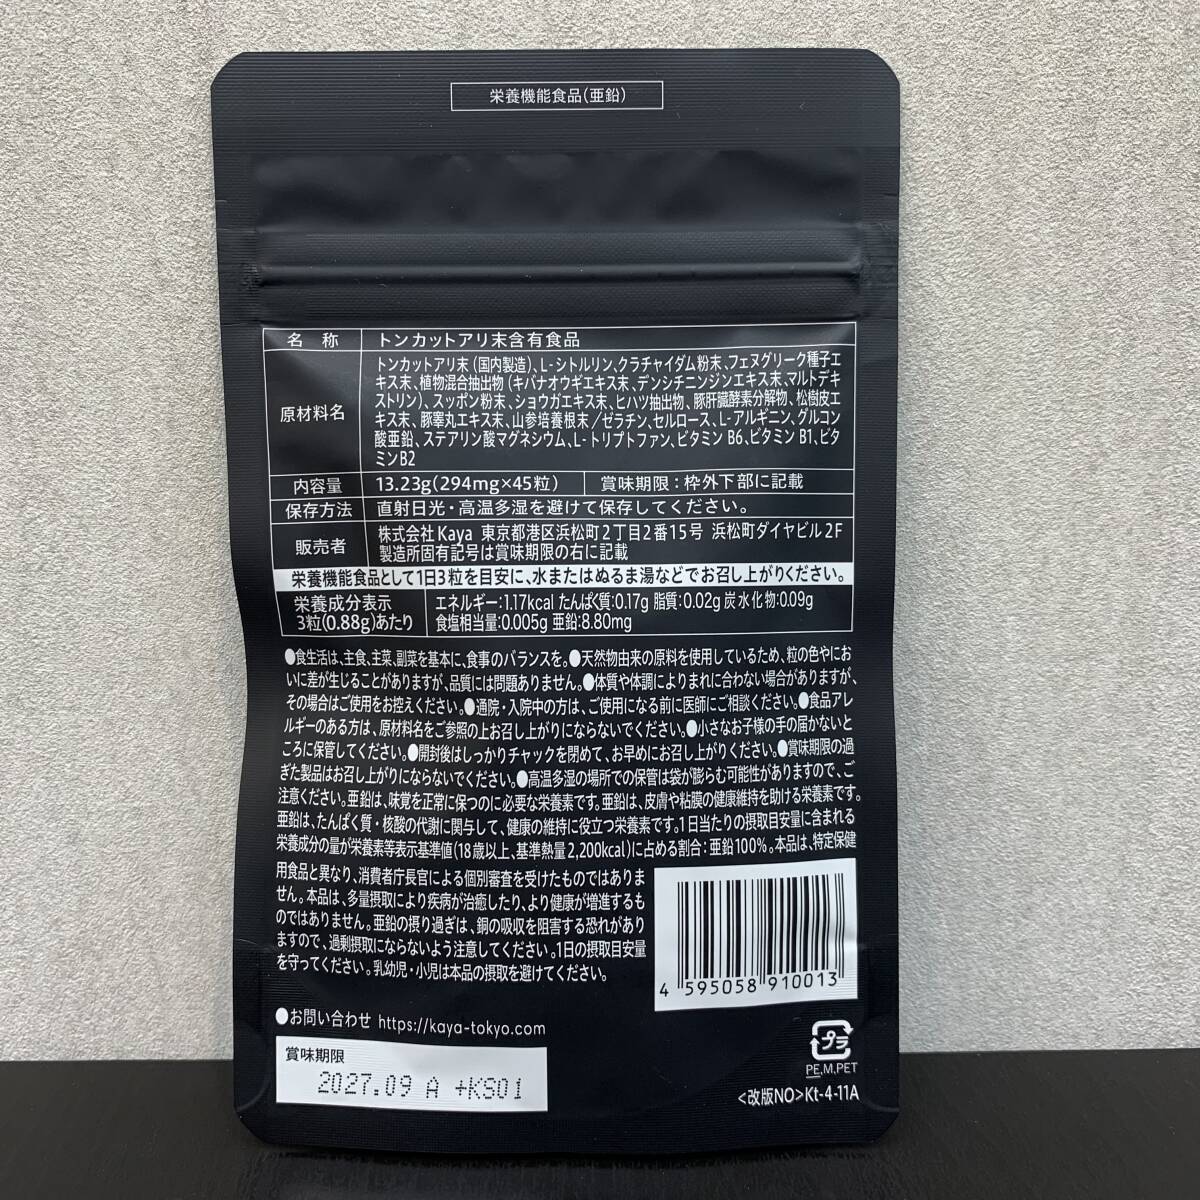 栄養機能食品(亜鉛)
名 称 トンカットアリ末含有食品
原材料名
トンカットアリ末(国内製造)、L-シトルリン、クラチャイダム粉末、フェヌグリーク種子エ
キス末、植物混合抽出物(キバナオウギエキス末、デンシチニンジンエキス末、マルトデキ
ストリン)、スッポン粉末、ショウガエキス末、ヒハツ抽出物、豚肝臓酵素分解物、松樹皮エ
キス末、豚睾丸エキス末、山参培養根末/ゼラチン、セルロース、L-アルギニン、グルコン
酸亜鉛、ステアリン酸マグネシウム、L-トリプトファン、ビタミンB6、ビタミンB1、ビタ
ミンB2
内容量 13.23g(294mg×45粒) 賞味期限:枠外下部に記載
保存方法 直射日光・高温多湿を避けて保存してください。
販売者
株式会社Kaya 東京都港区浜松町2丁目2番15号 浜松町ダイヤビル2F
製造所固有記号は賞味期限の右に記載
栄養機能食品として1日3粒を目安に、水またはぬるま湯などでお召し上がりください。
栄養成分表示
3粒(0.88g)あたり
エネルギー:1.17kcal たんぱく質:0.17g 脂質:0.02g 炭水化物:0.09g
食塩相当量:0.005g 亜鉛:8.80mg
●食生活は、主食、主菜、副菜を基本に、食事のバランスを。●天然物由来の原料を使用しているため、粒の色やにお
いに差が生じることがありますが、品質には問題ありません。●体質や体調によりまれに合わない場合がありますが、
その場合はご使用をお控えください。●通院・入院中の方は、ご使用になる前に医師にご相談ください。●食品アレ
ルギーのある方は、原材料名をご参照の上お召し上がりにならないでください。●小さなお子様の手の届かないと
ころに保管してください。●開封後はしっかりチャックを閉めて、お早めにお召し上がりください。●賞味期限の過
ぎた製品はお召し上がりにならないでください。●高温多湿の場所での保管は袋が膨らむ可能性がありますので、ご
注意ください。亜鉛は、味覚を正常に保つのに必要な栄養素です。亜鉛は、皮膚や粘膜の健康維持を助ける栄養素です。
亜鉛は、たんぱく質・核酸の代謝に関与して、健康の維持に役立つ栄養素です。1日当たりの摂取目安量に含まれる
栄養成分の量が栄養素等表示基準値(18歳以上、基準熱量2,200kcal)に占める割合:亜鉛100%。本品は、特定保健
用食品と異なり、消費者庁長官による個別審査を受けたものではありま
せん。本品は、多量摂取により疾病が治癒したり、より健康が増進するも
のではありません。亜鉛の摂り過ぎは、銅の吸収を阻害する恐れがあり
ますので、過剰摂取にならないよう注意してください。1日の摂取目安量
を守ってください。乳幼児・小児は本品の摂取を避けてください。
4 595058 910013
●お問い合わせ https://kaya-tokyo.com
賞味期限
2027.09 A +KS01
プラ
PE,M,PET
<改版NO>Kt-4-11A